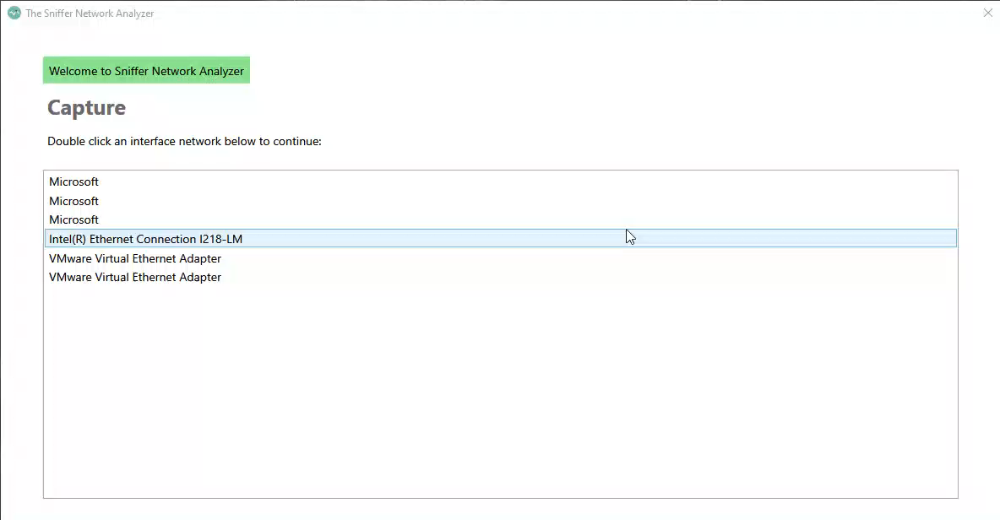 The Sniffer Network Analyzer
Welcome to Sniffer Network Analyzer
Capture
Double click an interface network below to continue:
Microsoft
Microsoft
Microsoft
Intel(R) Ethernet Connection I218-LM
VMware Virtual Ethernet Adapter
VMware Virtual Ethernet Adapter